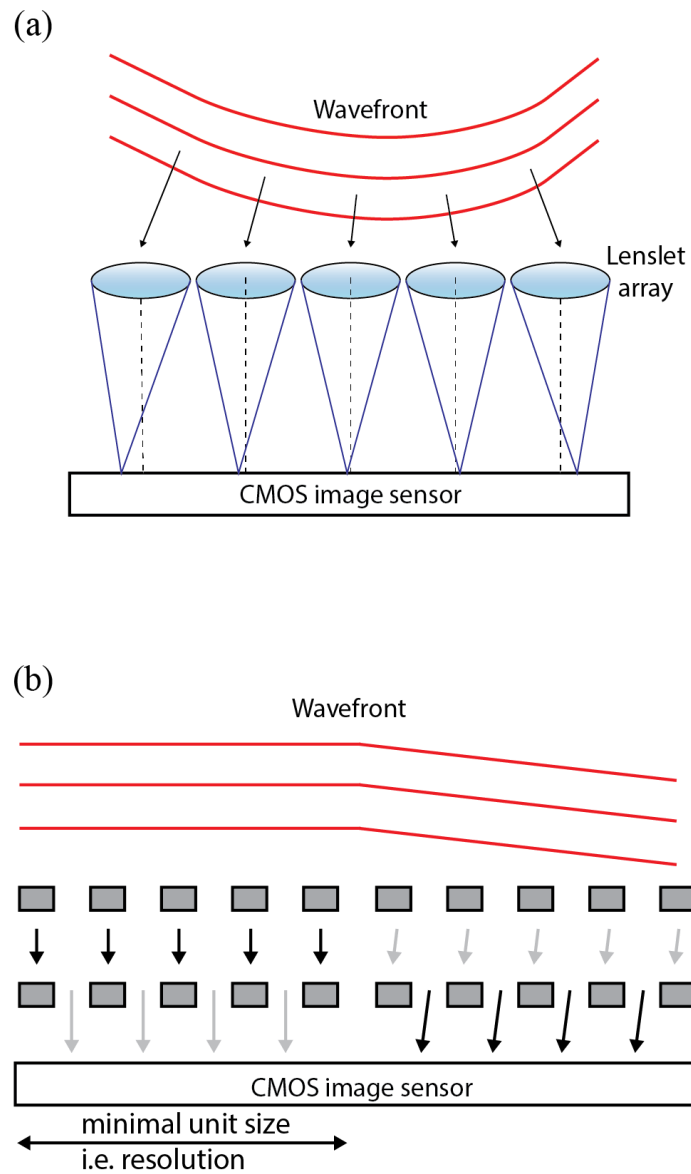 (a)
Wavefront
Lenslet
array
CMOS image sensor
(b)
Wavefront
CMOS image sensor
minimal unit size
i.e. resolution